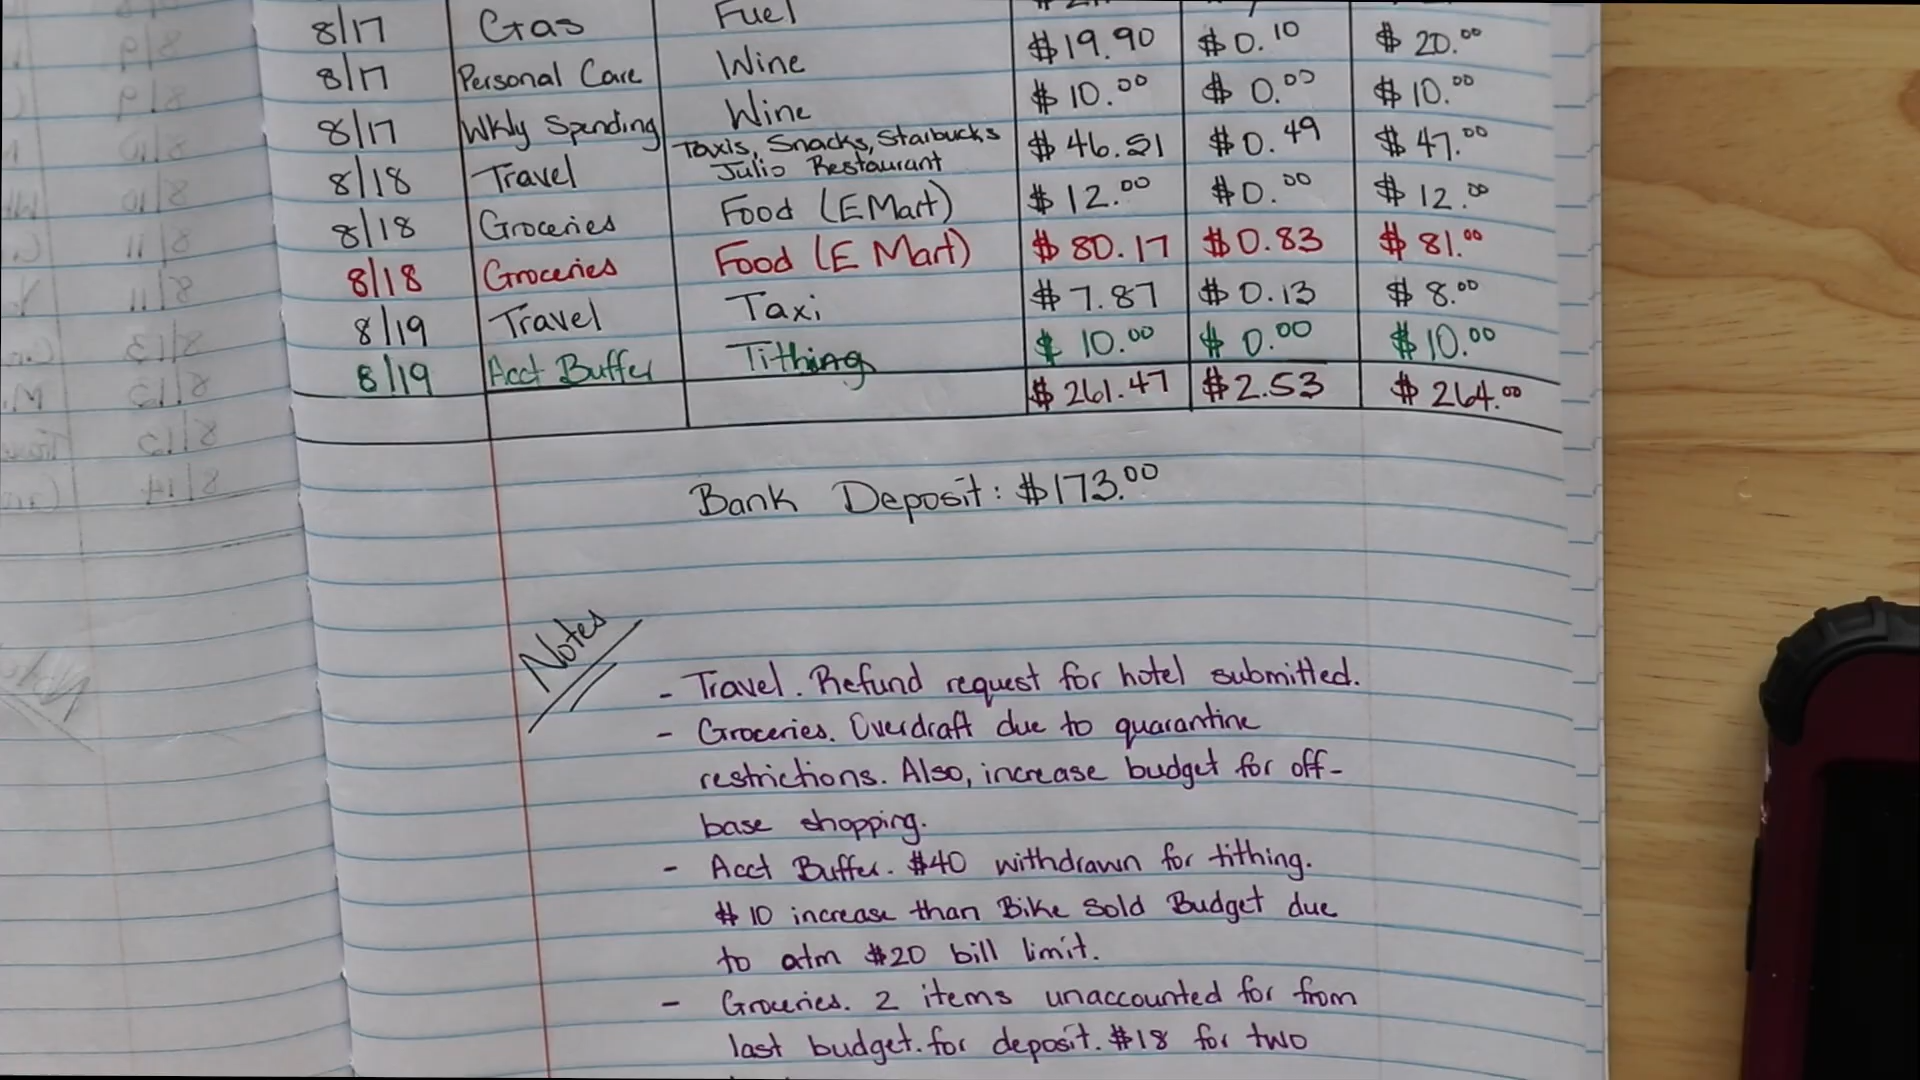 8/17 Gas Fuel
8/17 Personal Care Wine $19.90 $0.10 $20.00
8/17 Wkly Spending Wine $10.00 $0.00 $10.00
8/18 Travel Taxis, Snacks, Starbucks $46.51 $0.49 $47.00
Julio Restaurant
8/18 Groceries Food (EMart) $12.00 $0.00 $12.00
8/18 Groceries Food (E Mart) $80.17 $0.83 $81.00
8/19 Travel Taxi $7.87 $0.13 $8.00
8/19 Acct Buffer Tithing $10.00 $0.00 $10.00
$261.47 $2.53 $264.00
Bank Deposit: $173.00
Notes
- Travel. Refund request for hotel submitted.
- Groceries. Overdraft due to quarantine
restrictions. Also, increase budget for off-
base shopping.
- Acct Buffer. $40 withdrawn for tithing.
$10 increase than Bike Sold Budget due
to atm $20 bill limit.
- Groceries. 2 items unaccounted for from
last budget. for deposit. $18 for two